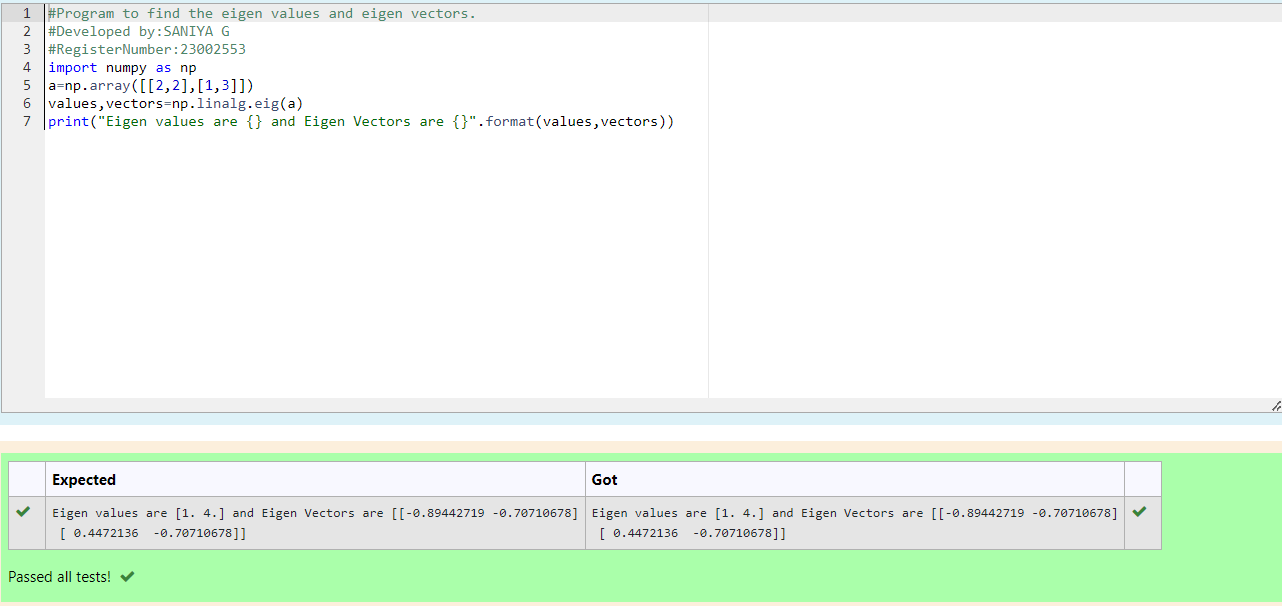 1 #Program to find the eigen values and eigen vectors.
2 #Developed by:SANIYA G
3 #RegisterNumber:23002553
4 import numpy as np
5 a=np.array([[2,2],[1,3]])
6 values,vectors=np.linalg.eig(a)
7 print("Eigen values are {} and Eigen Vectors are {}".format(values,vectors))
Expected Got
Eigen values are [1. 4.] and Eigen Vectors are [[-0.89442719 -0.70710678] Eigen values are [1. 4.] and Eigen Vectors are [[-0.89442719 -0.70710678]
[ 0.4472136 -0.70710678]] [ 0.4472136 -0.70710678]]
Passed all tests!